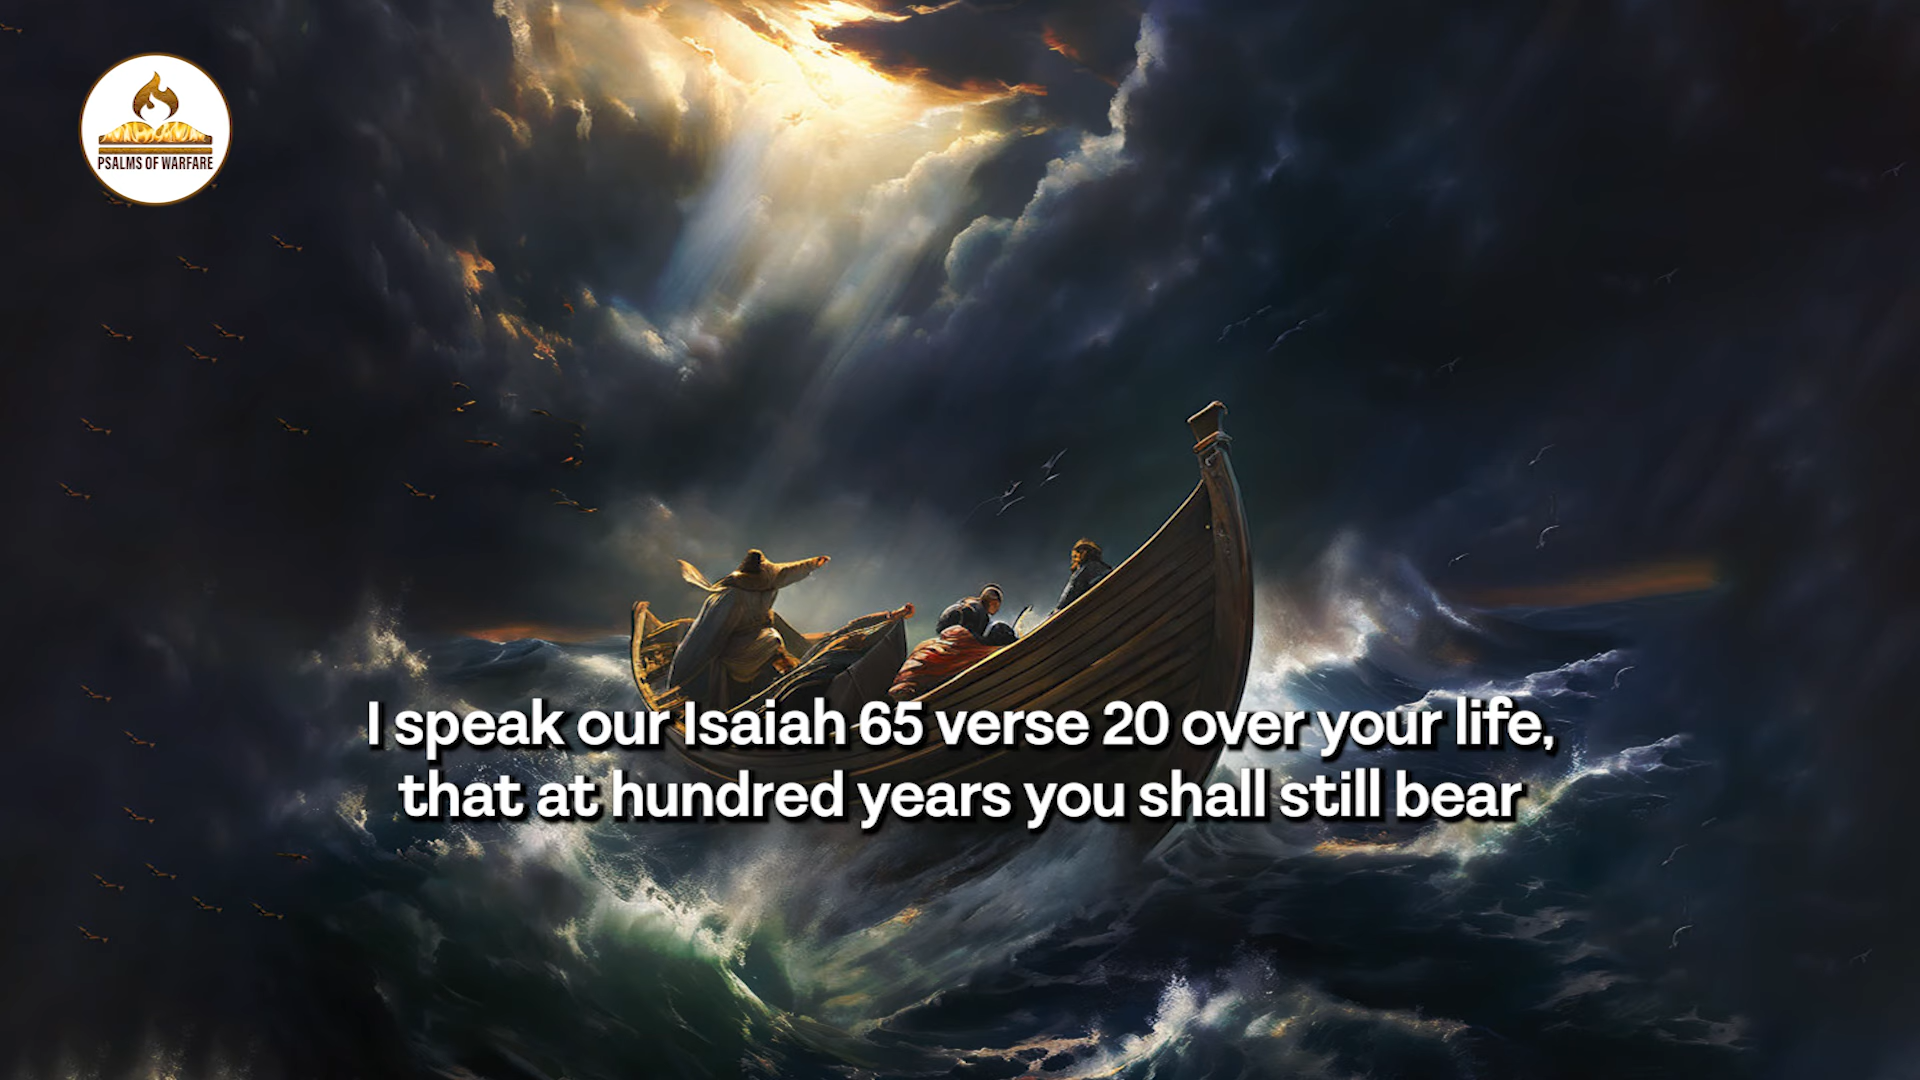 PSALMS OF WARFARE
I speak our Isaiah 65 verse 20 over your life,
that at hundred years you shall still bear